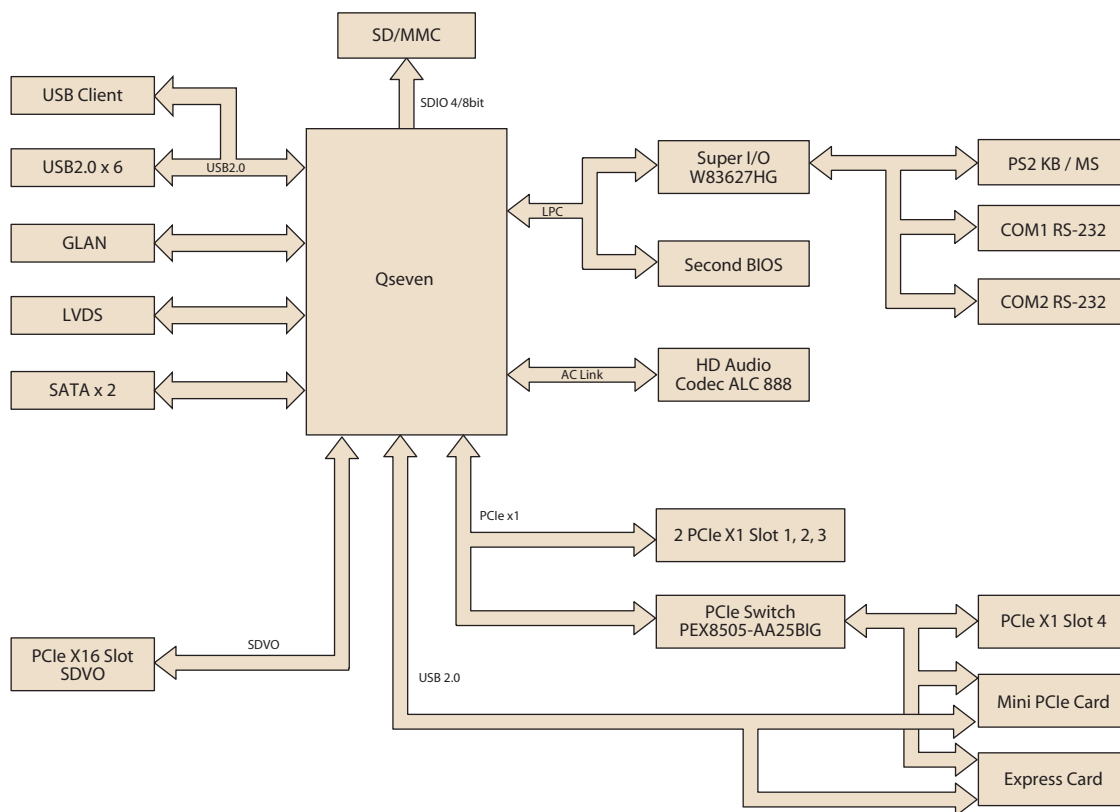 SD/MMC
USB Client
SDIO 4/8bit
USB2.0 x 6
USB2.0
Super I/O
W83627HG
PS2 KB / MS
LPC
GLAN
COM1 RS-232
Qseven
Second BIOS
LVDS
COM2 RS-232
SATA x 2
AC Link
HD Audio
Codec ALC 888
PCIe x1
2 PCIe X1 Slot 1, 2, 3
PCIe Switch
PEX8505-AA25BIG
PCIe X1 Slot 4
PCIe X16 Slot
SDVO
SDVO
USB 2.0
Mini PCIe Card
Express Card